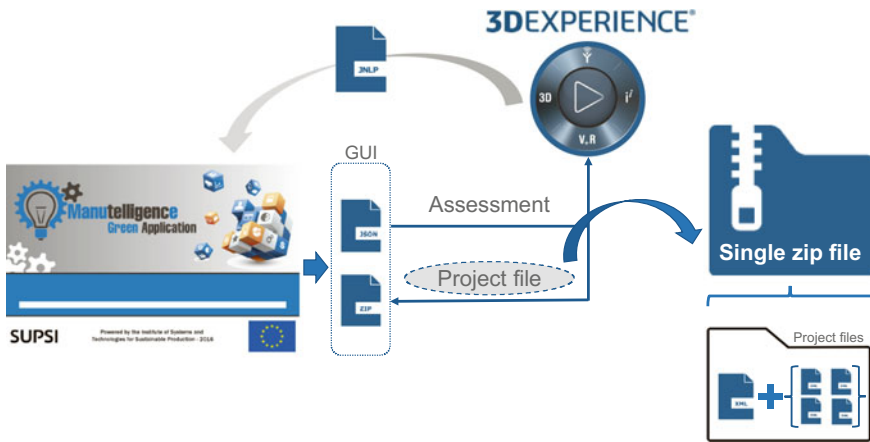 3DEXPERIENCE®
JNLP
3D
V,R
i
GUI
Manutelligence
Green Application
JSON
Assessment
ZIP
Project file
Single zip file
SUPSI
Powered by the Institute of Systems and
Technologies for Sustainable Production - 2016
Project files
XML